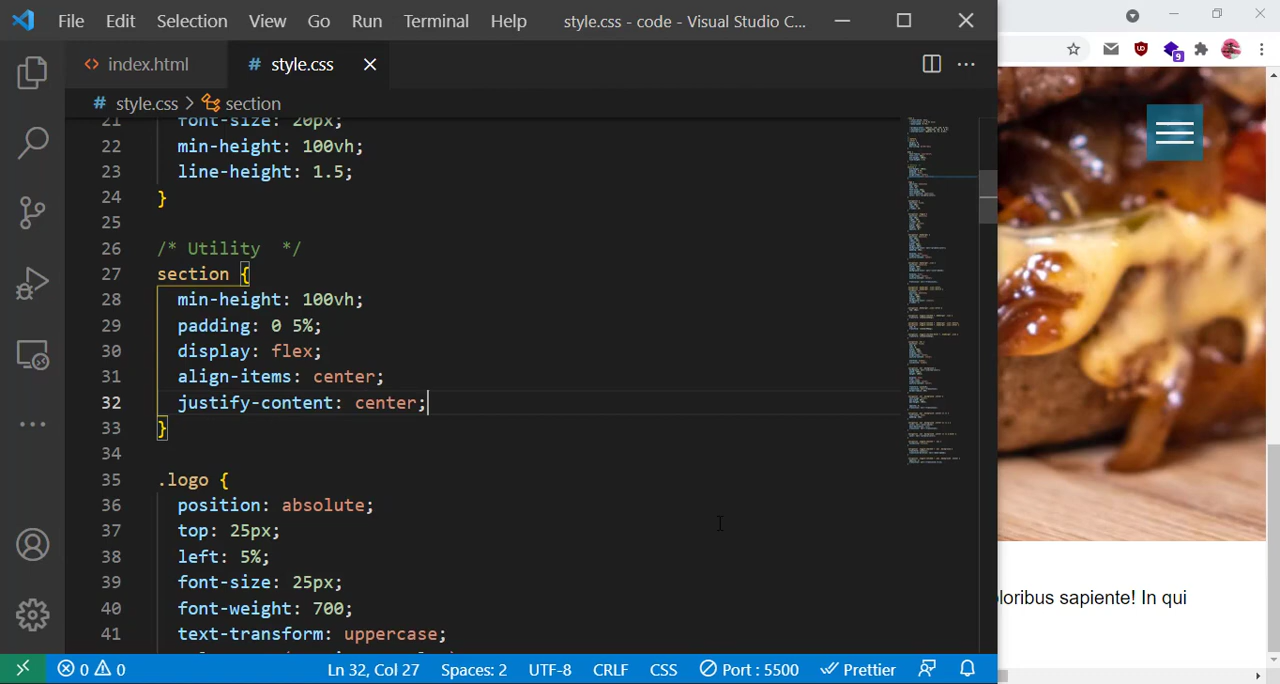 File Edit Selection View Go Run Terminal Help style.css - code - Visual Studio C...
index.html style.css
style.css > section
21 font-size: 20px;
22 min-height: 100vh;
23 line-height: 1.5;
24 }
25
26 /* Utility  */
27 section {
28 min-height: 100vh;
29 padding: 0 5%;
30 display: flex;
31 align-items: center;
32 justify-content: center;
33 }
34
35 .logo {
36 position: absolute;
37 top: 25px;
38 left: 5%;
39 font-size: 25px;
40 font-weight: 700;
41 text-transform: uppercase;
9
loribus sapiente! In qui
0 0 Ln 32, Col 27 Spaces: 2 UTF-8 CRLF CSS Port : 5500 Prettier